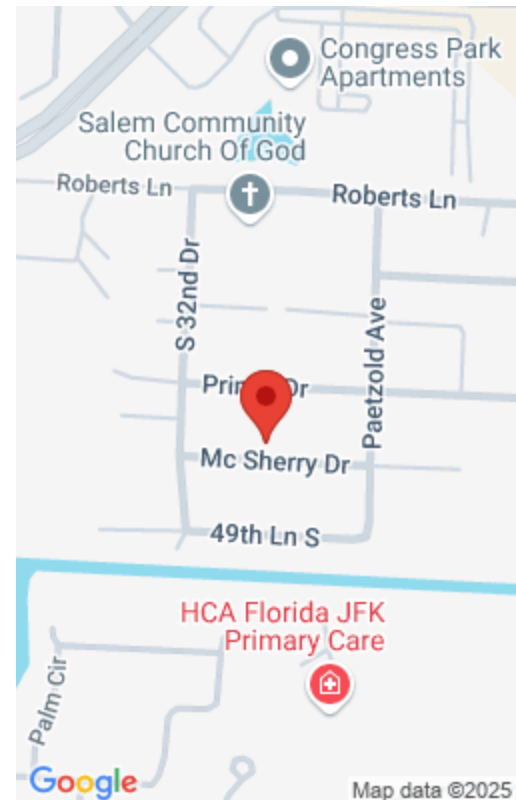 Congress Park
Apartments
Salem Community
Church Of God
Roberts Ln
Roberts Ln
S 32nd Dr
Paetzold Ave
Dr
Mc Sherry Dr
49th Ln S
HCA Florida JFK
Primary Care
Palm Cir
Google
Map data ©2025